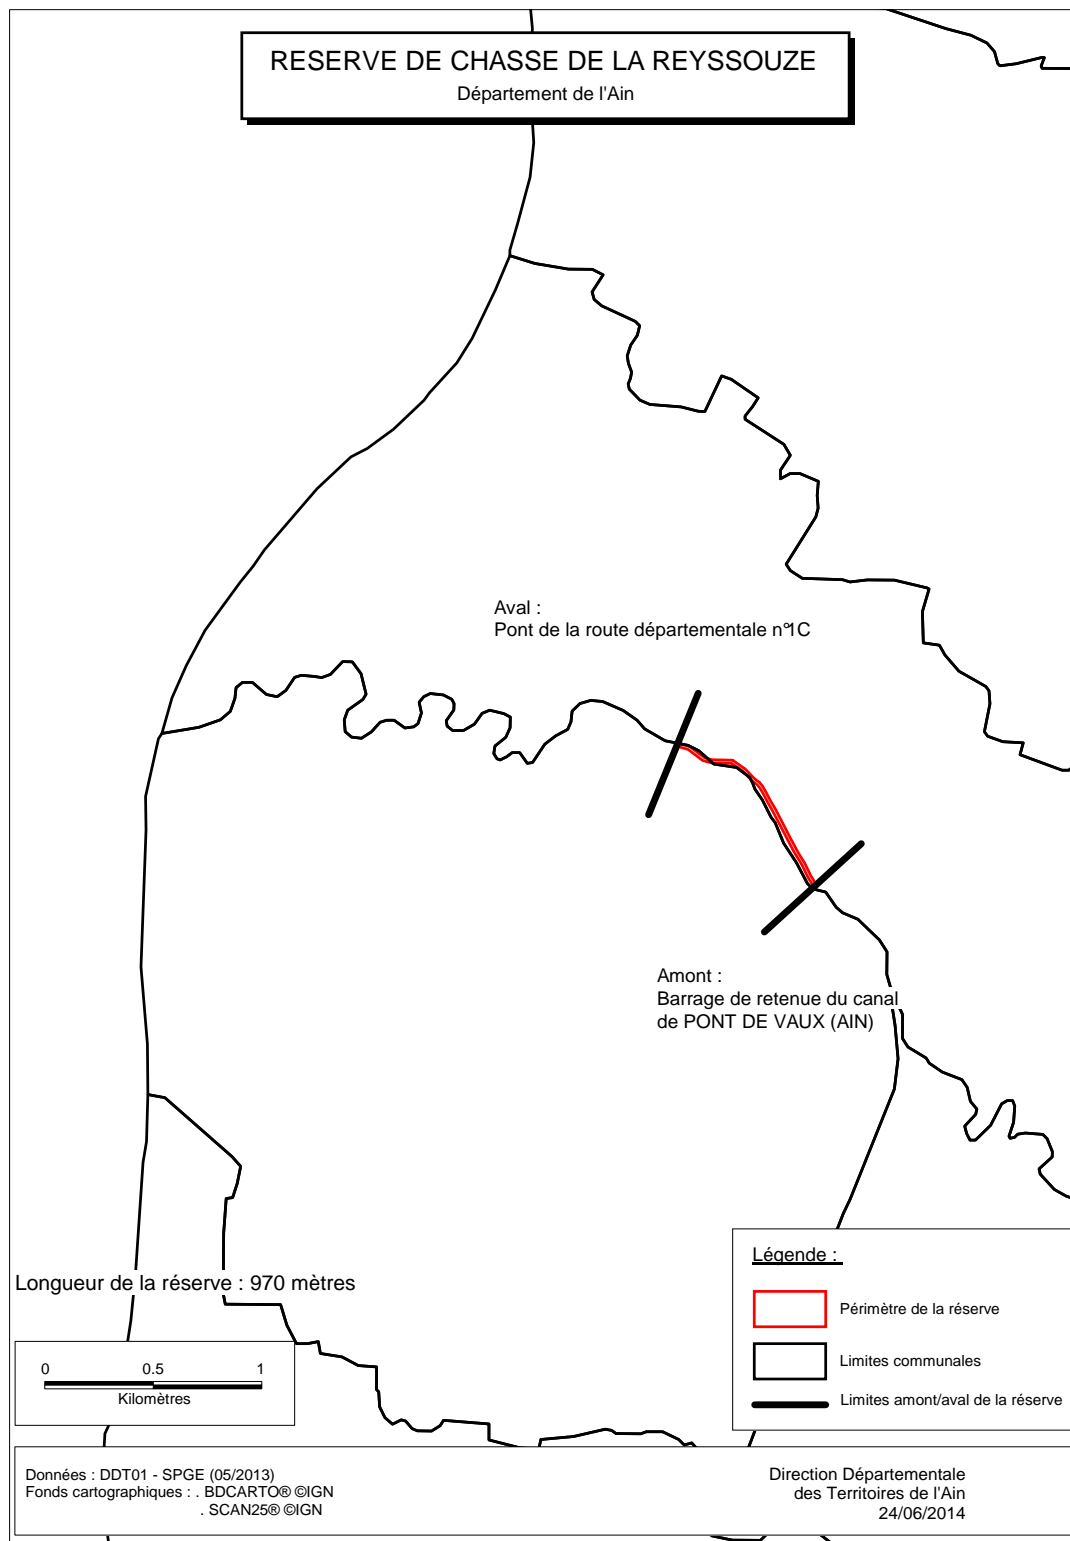 RESERVE DE CHASSE DE LA REYSSOUZE
Département de l'Ain
Aval :
Pont de la route départementale n°1C
Amont :
Barrage de retenue du canal
de PONT DE VAUX (AIN)
Longueur de la réserve : 970 mètres
0 0.5 1
Kilomètres
Légende :
Périmètre de la réserve
Limites communales
Limites amont/aval de la réserve
Données : DDT01 - SPGE (05/2013)
Fonds cartographiques : . BDCARTO® ©IGN
. SCAN25® ©IGN
Direction Départementale
des Territoires de l'Ain
24/06/2014